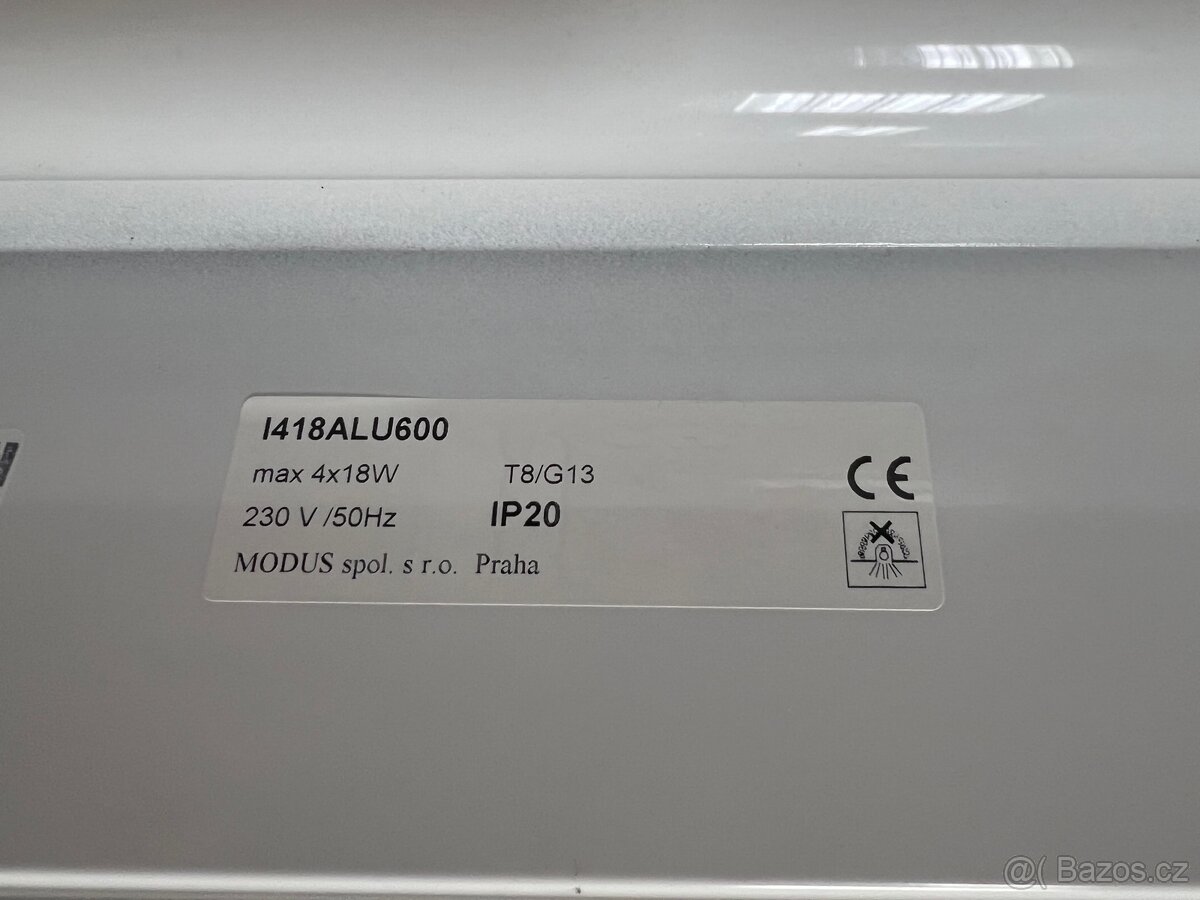 I418ALU600
max 4x18W T8/G13
230 V /50Hz IP20
MODUS spol. s r.o. Praha
CE
Bazos.cz